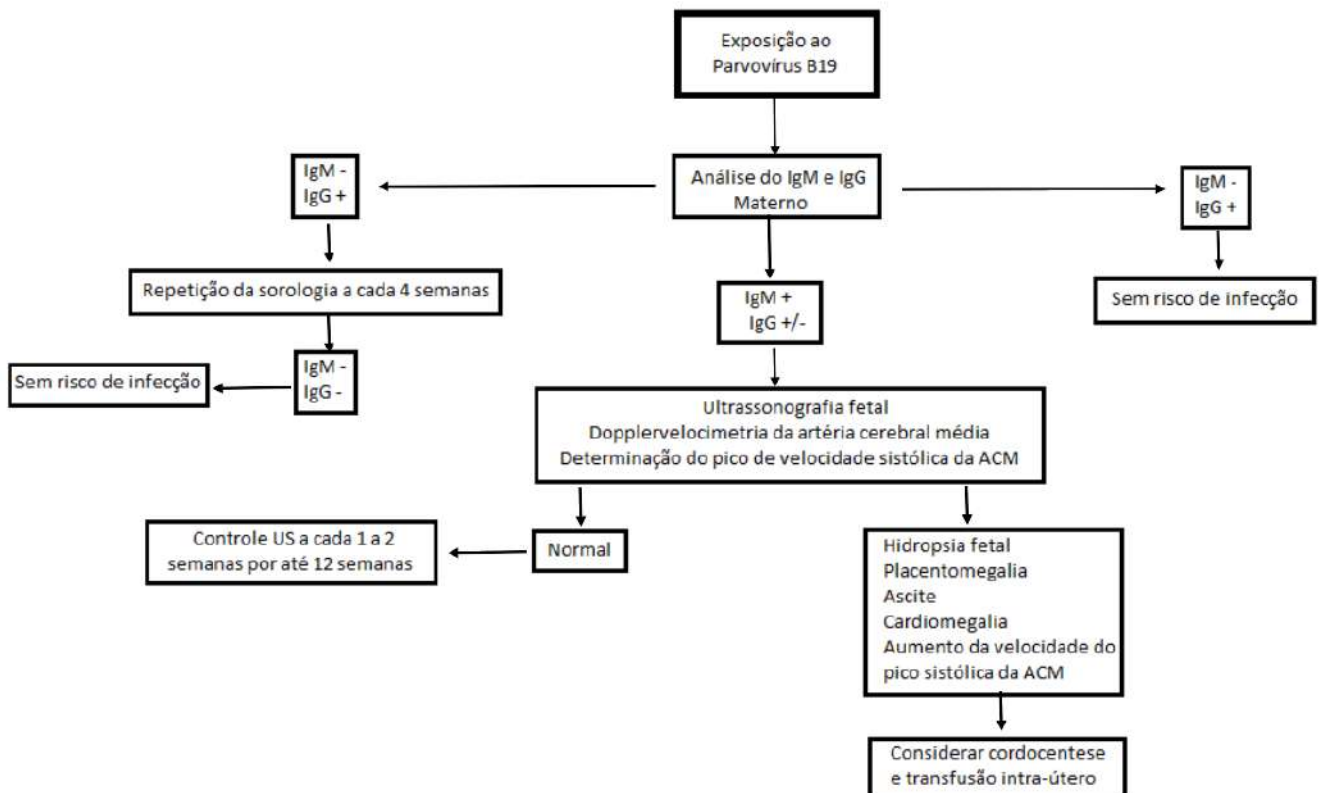 Exposição ao
Parvovírus B19
IgM -
IgG +
Análise do IgM e IgG
Materno
IgM -
IgG +
Repetição da sorologia a cada 4 semanas
IgM +
IgG +/-
Sem risco de infecção
Sem risco de infecção
IgM -
IgG -
Ultrassonografia fetal
Dopplervelocimetria da artéria cerebral média
Determinação do pico de velocidade sistólica da ACM
Controle US a cada 1 a 2
semanas por até 12 semanas
Normal
Hidropsia fetal
Placentomegalia
Ascite
Cardiomegalia
Aumento da velocidade do
pico sistólica da ACM
Considerar cordocentese
e transfusão intra-útero